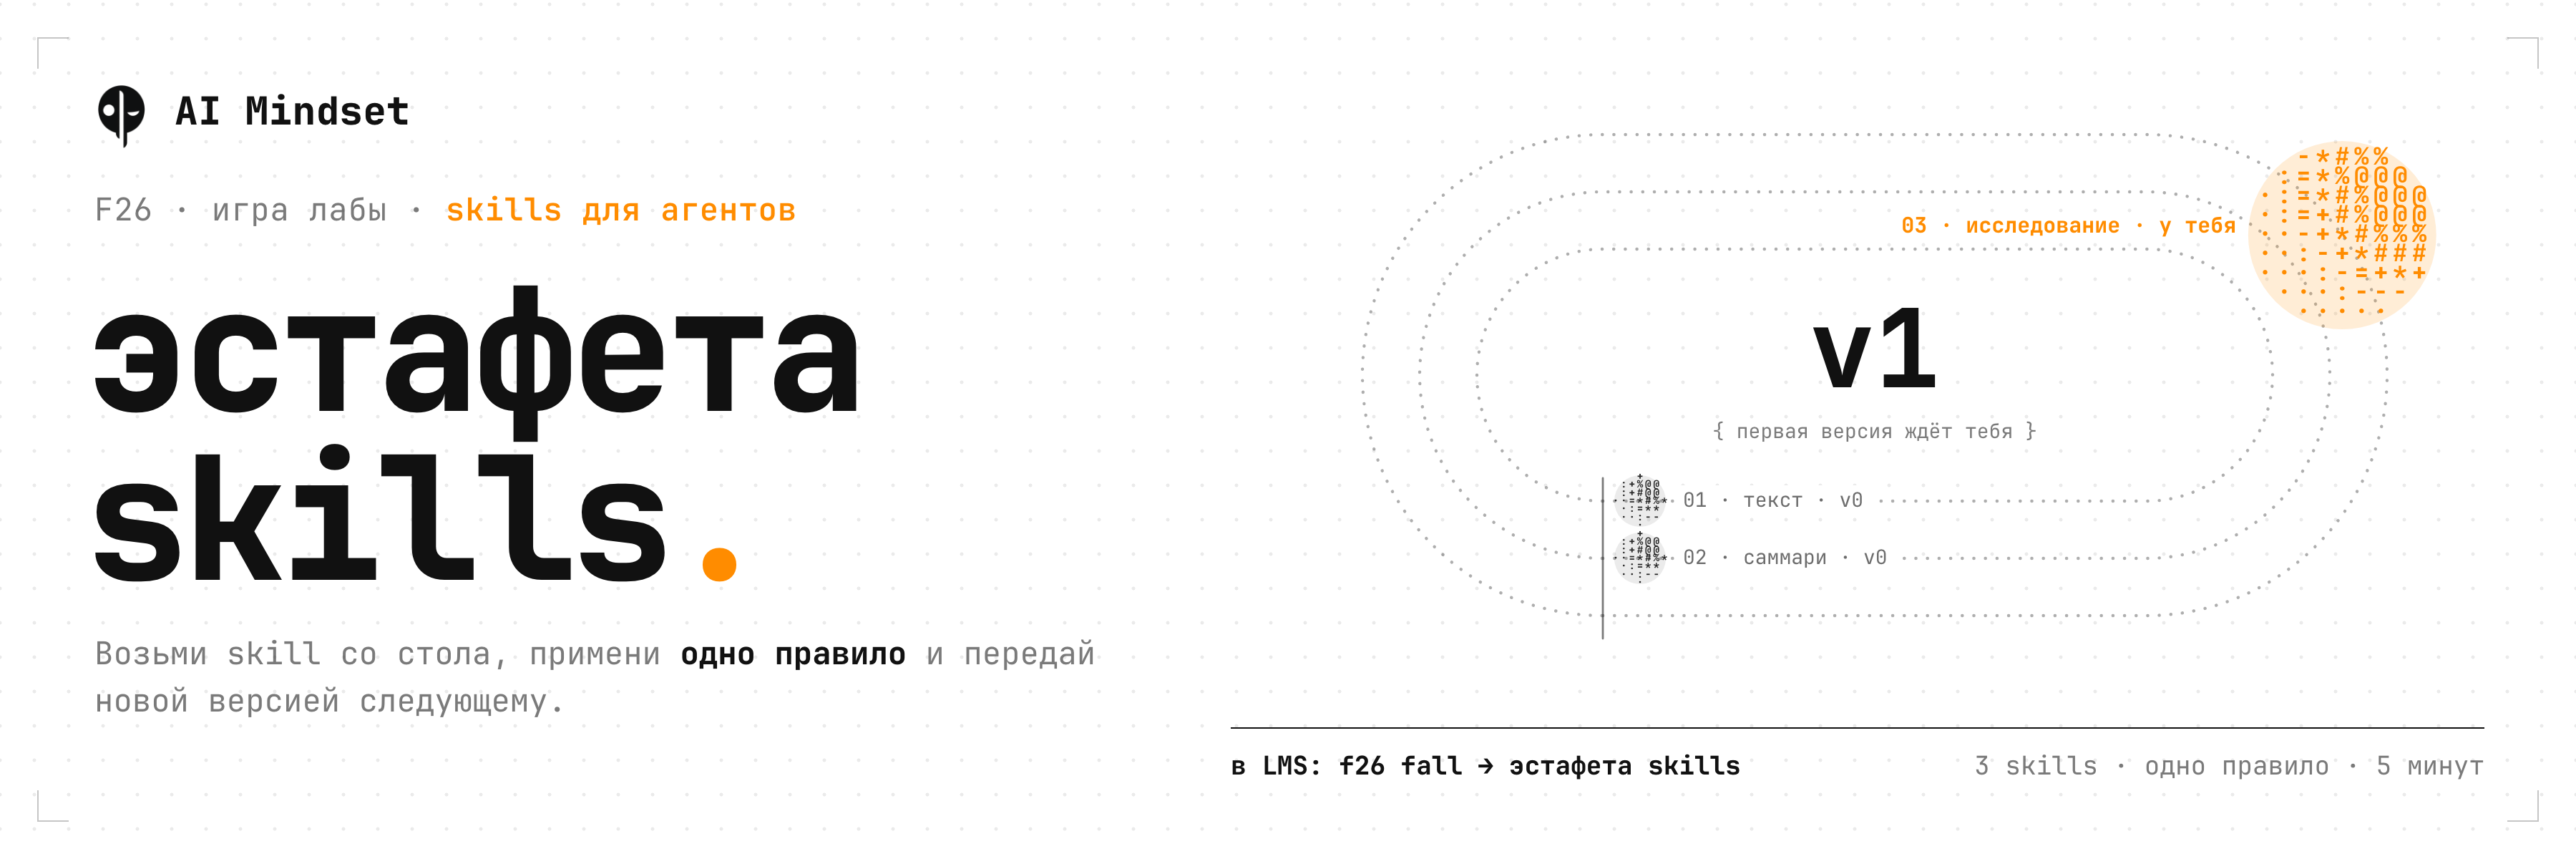 AI Mindset
F26 · игра лабы · skills для агентов
эстафета
skills.
Возьми skill со стола, примени одно правило и передай
новой версией следующему.
03 · исследование · у тебя
v1
{ первая версия ждёт тебя }
01 · текст · v0
02 · саммари · v0
в LMS: f26 fall → эстафета skills
3 skills · одно правило · 5 минут